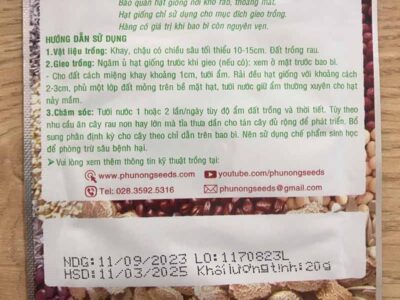 Bảo quản hạt giống nơi khô ráo, thoáng mát.
Hạt giống chỉ sử dụng cho mục đích gieo trồng.
Hàng có giá trị khi bao bì còn nguyên vẹn.
HƯỚNG DẪN SỬ DỤNG
1.Vật liệu trồng: Khay, chậu có chiều sâu tối thiểu 10-15cm. Đất trồng rau.
2.Gieo trồng: Ngâm ủ hạt giống trước khi gieo (nếu có): xem ở mặt trước bao bì.
- Cho đất cách miệng khay khoảng 1cm, tưới ẩm. Rải đều hạt giống với khoảng cách
2-3cm, phủ một lớp đất mỏng trên bề mặt hạt, tưới nước giữ ẩm thường xuyên cho hạt
nảy mầm.
3.Chăm sóc: Tưới nước 1 hoặc 2 lần/ngày tùy độ ẩm đất trồng và thời tiết. Tùy theo
nhu cầu ăn cây rau non hay lớn mà tỉa thưa dần cho tán cây đủ rộng để phát triển. Bổ
sung phân định kỳ cho cây theo chỉ dẫn trên bao bì. Nên sử dụng chế phẩm sinh học
để phòng trừ sâu bệnh hại.
➤ Vui lòng xem thêm thông tin kỹ thuật trồng tại:
www.phunongseeds.com youtube.com/phunongseeds
Tel: 028.3592.5316 phunongseeds@gmail.com
NDG:11/09/2023 LO:1170823L
HSD:11/03/2025 Khối lượng tịnh:20g